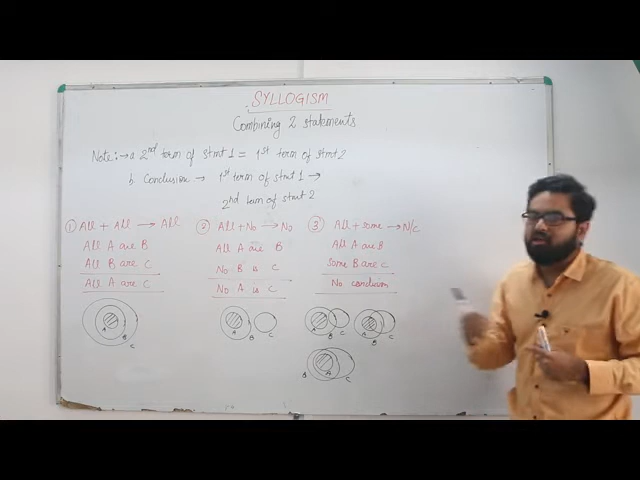 SYLLOGISM
Combining 2 statements
Note:→ a. 2nd term of Stmt 1 = 1st term of Stmt 2
b. Conclusion → 1st term of Stmt 1 →
2nd term of stmt 2
① All + All → All
All A are B
All B are C
All A are C
A B C
② All + No → No
All A are B
No B is C
No A is C
A B C
③ All + some → N/C
All A are B
Some B are C
No conclusion
A B C A B C
B A C